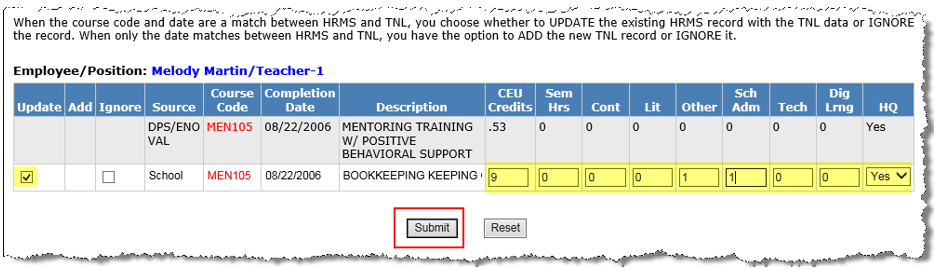 When the course code and date are a match between HRMS and TNL, you choose whether to UPDATE the existing HRMS record with the TNL data or IGNORE
the record. When only the date matches between HRMS and TNL, you have the option to ADD the new TNL record or IGNORE it.
Employee/Position: Melody Martin/Teacher-1
Update Add Ignore Source Course Code Completion Date Description CEU Credits Sem Hrs Cont Lit Other Sch Adm Tech Dig Lrng HQ
DPS/ENO VAL MEN105 08/22/2006 MENTORING TRAINING W/ POSITIVE BEHAVIORAL SUPPORT .53 0 0 0 0 0 0 0 Yes
School MEN105 08/22/2006 BOOKKEEPING KEEPING 9 0 0 0 1 1 0 0 Yes
Submit Reset